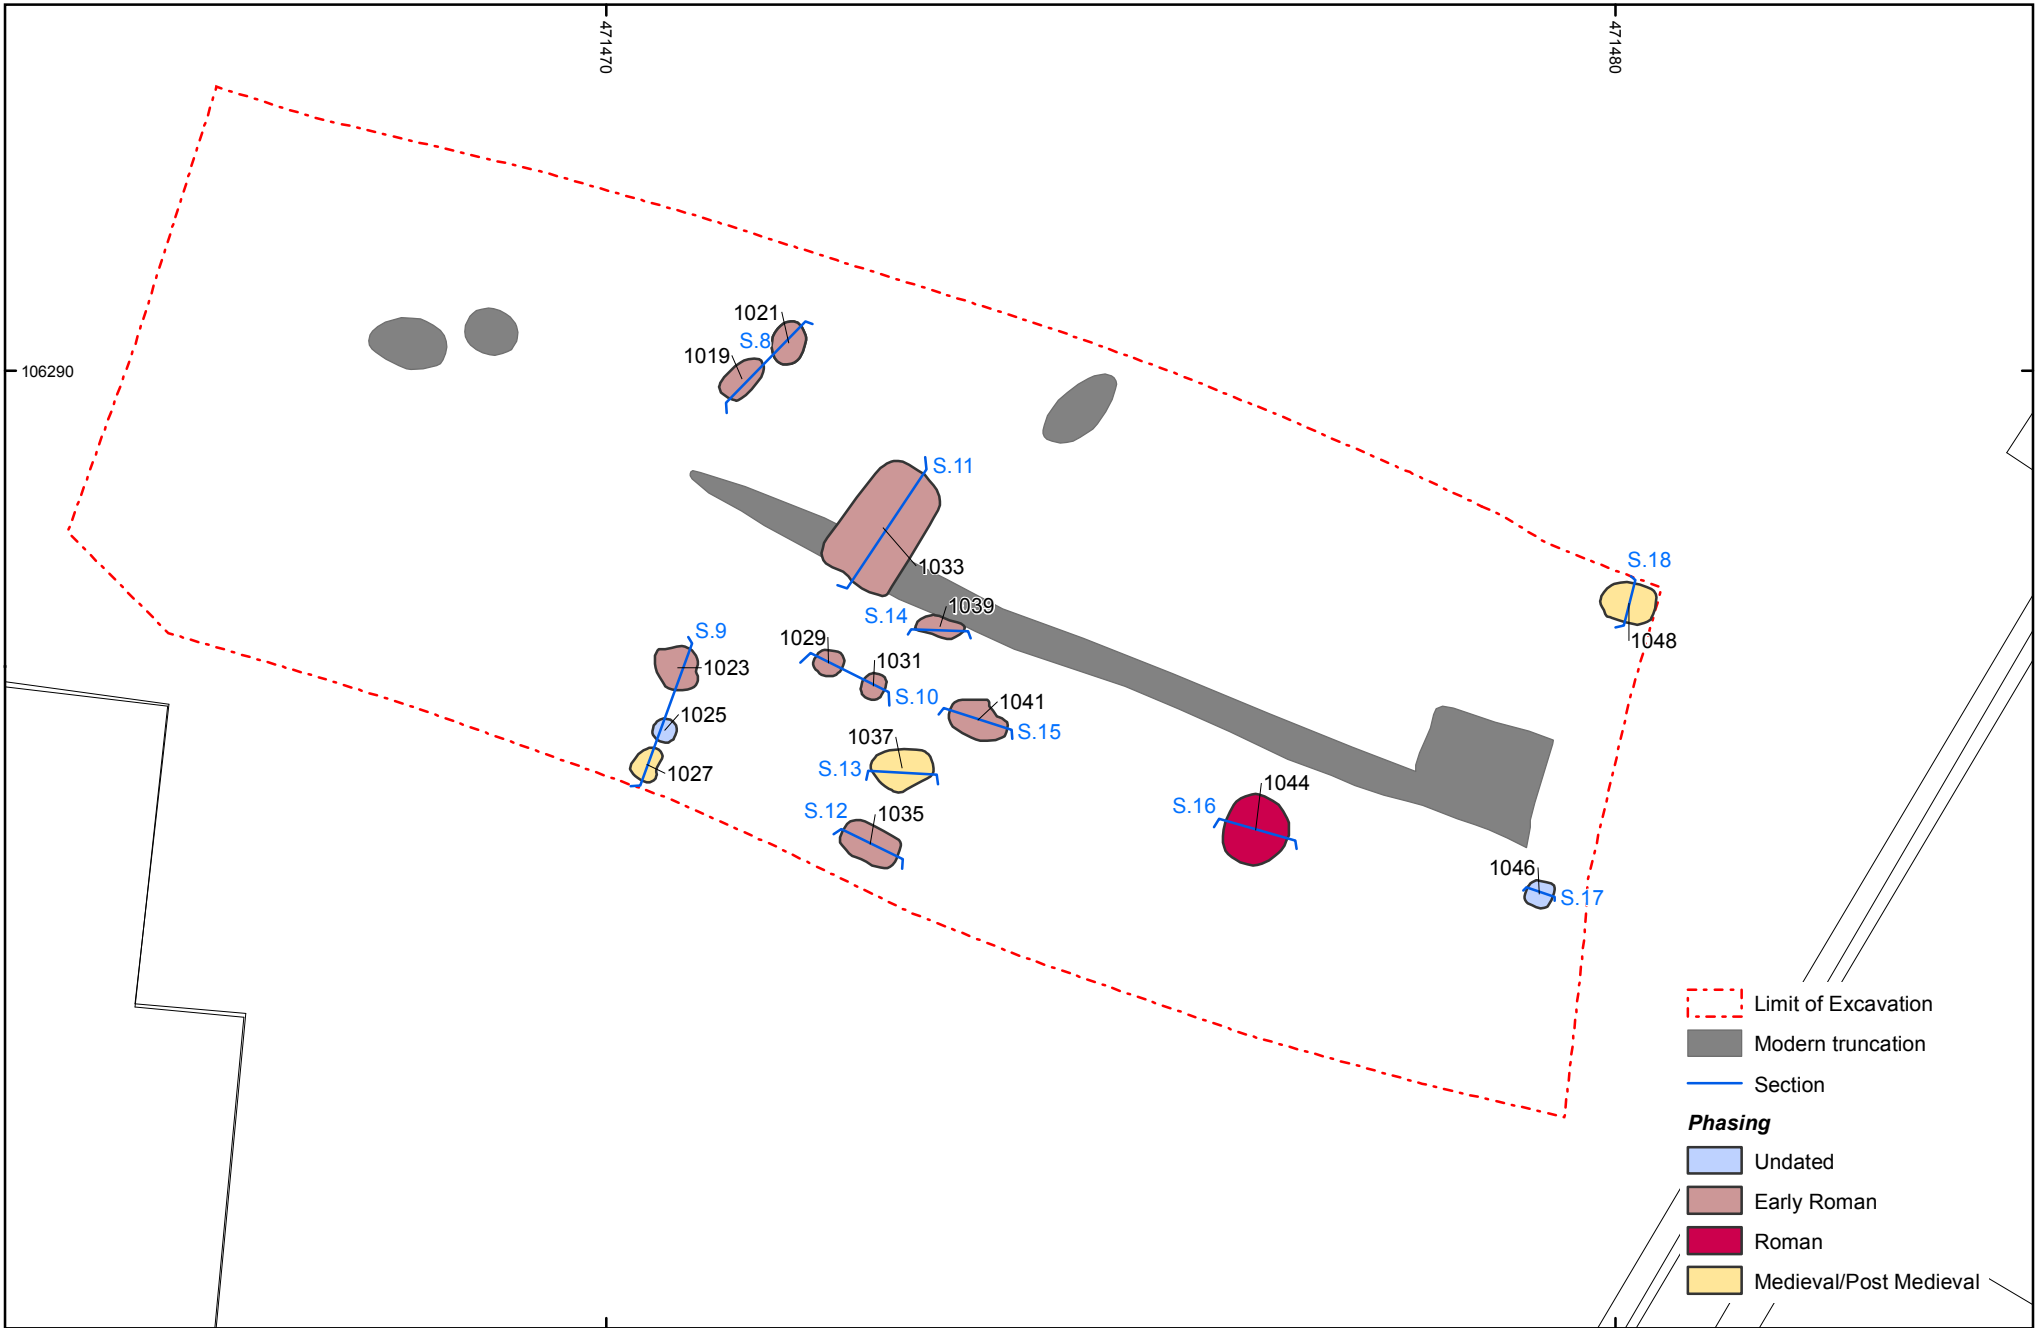 471470
471480
106290
1021
S.8
1019
S.11
1033
S.18
1048
S.14
1039
S.9
1023
1029
1031
S.10
1025
1041
S.15
1037
S.13
1027
S.12
1035
1044
S.16
1046
S.17
Limit of Excavation
Modern truncation
Section
Phasing
Undated
Early Roman
Roman
Medieval/Post Medieval